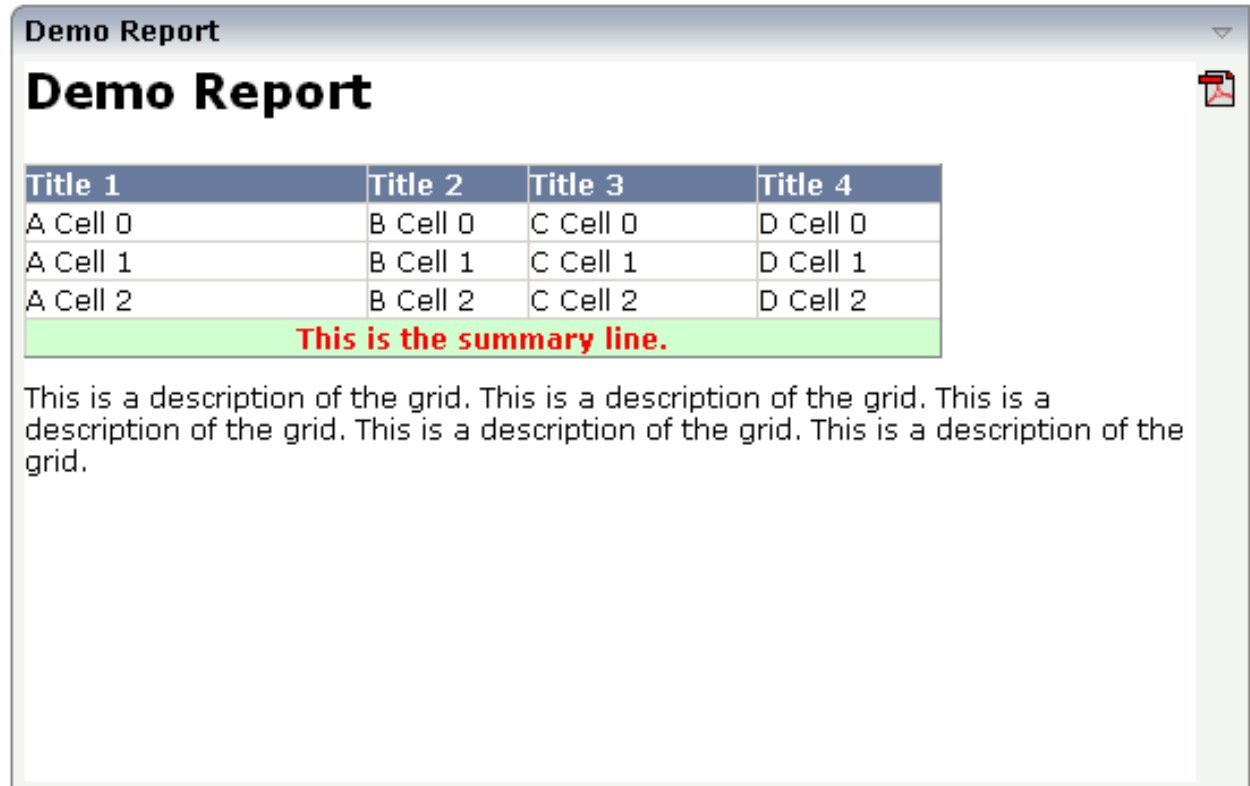 Demo Report
Demo Report
Title 1 Title 2 Title 3 Title 4
A Cell 0 B Cell 0 C Cell 0 D Cell 0
A Cell 1 B Cell 1 C Cell 1 D Cell 1
A Cell 2 B Cell 2 C Cell 2 D Cell 2
This is the summary line.
This is a description of the grid. This is a description of the grid. This is a
description of the grid. This is a description of the grid. This is a description of the
grid.